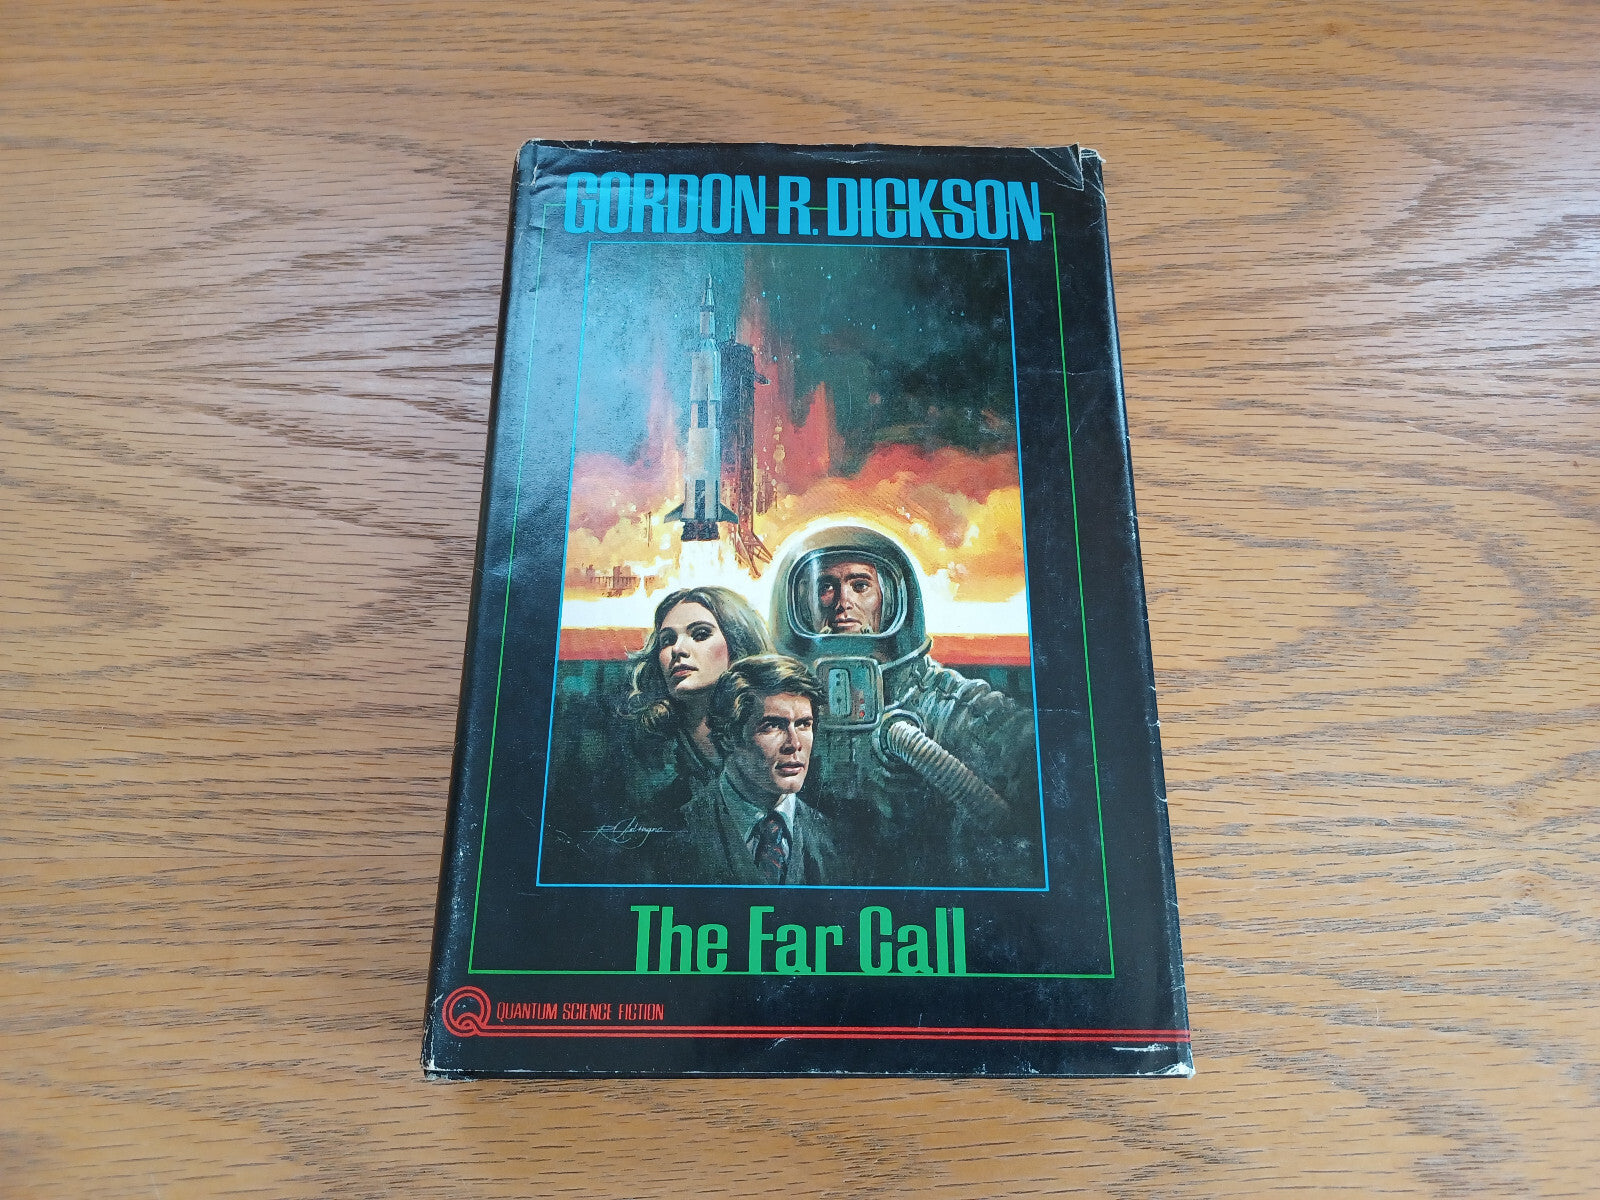 GORDON R. DICKSON
The Far Call
QUANTUM SCIENCE FICTION